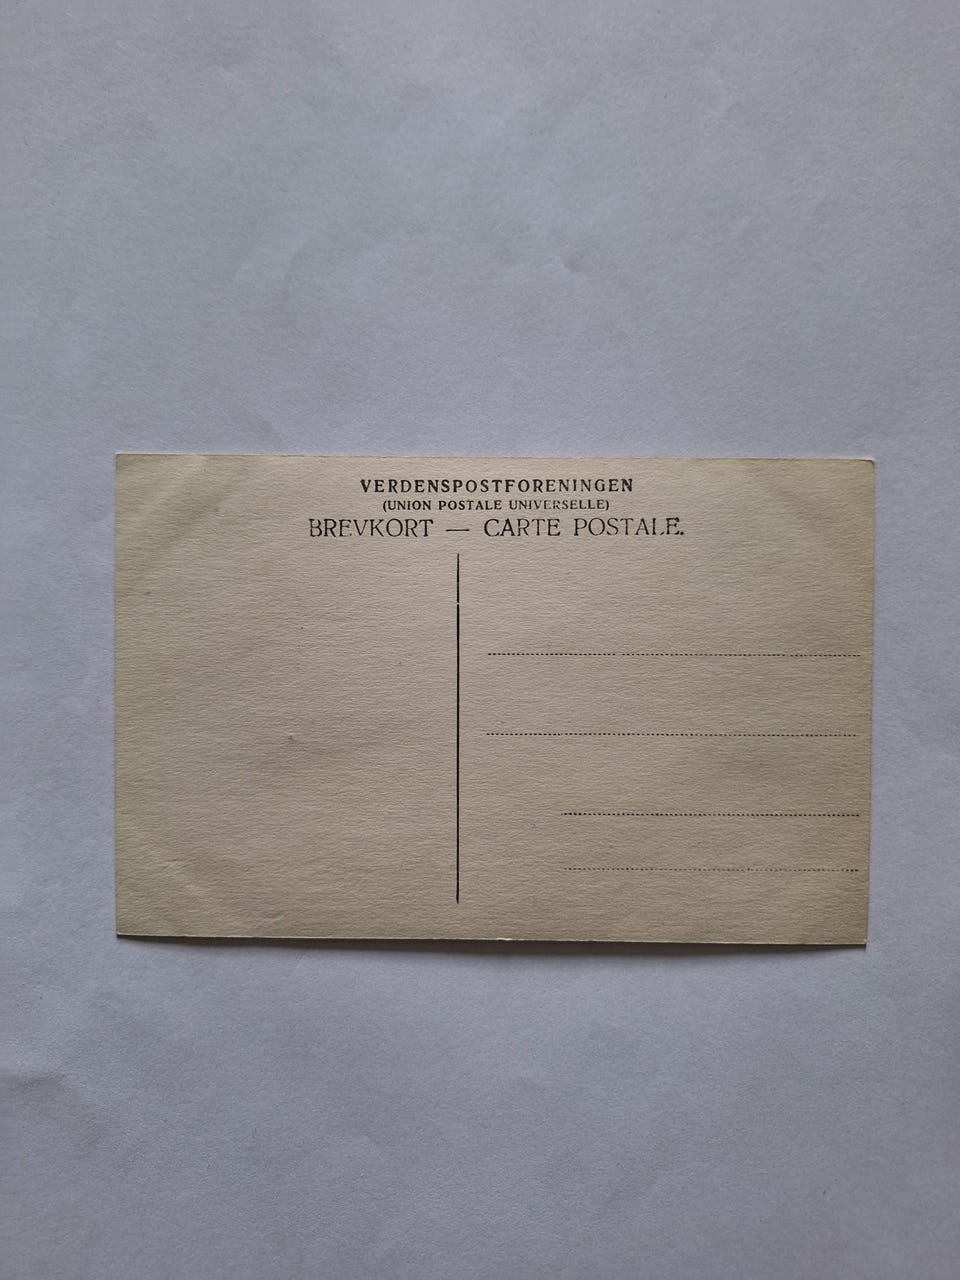 VERDENSPOSTFORENINGEN
(UNION POSTALE UNIVERSELLE)
BREVKORT — CARTE POSTALE.